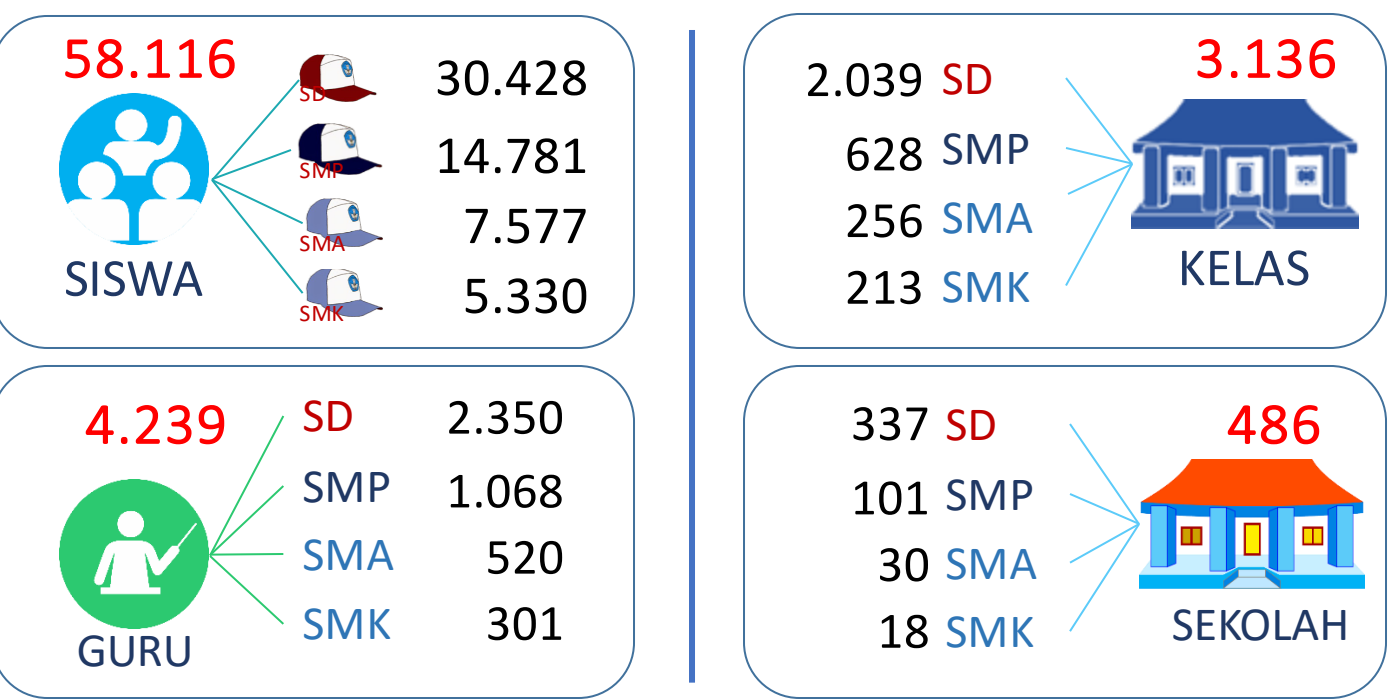 58.116
SISWA
SD 30.428
SMP 14.781
SMA 7.577
SMK 5.330
2.039 SD
628 SMP
256 SMA
213 SMK
3.136
KELAS
4.239
GURU
SD 2.350
SMP 1.068
SMA 520
SMK 301
337 SD
101 SMP
30 SMA
18 SMK
486
SEKOLAH